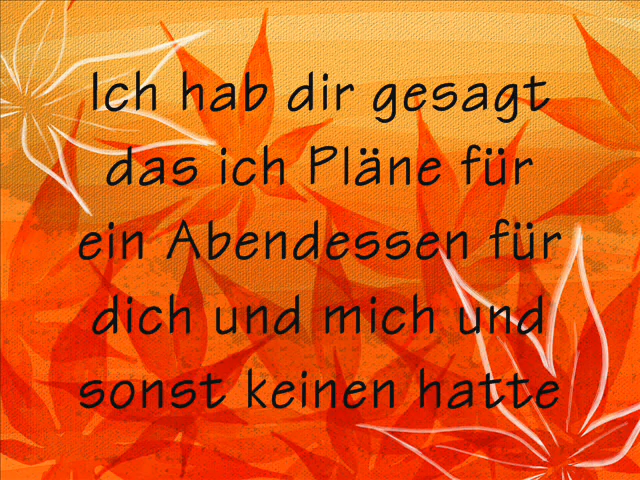 Ich hab dir gesagt
das ich Pläne für
ein Abendessen für
dich und mich und
sonst keinen hatte